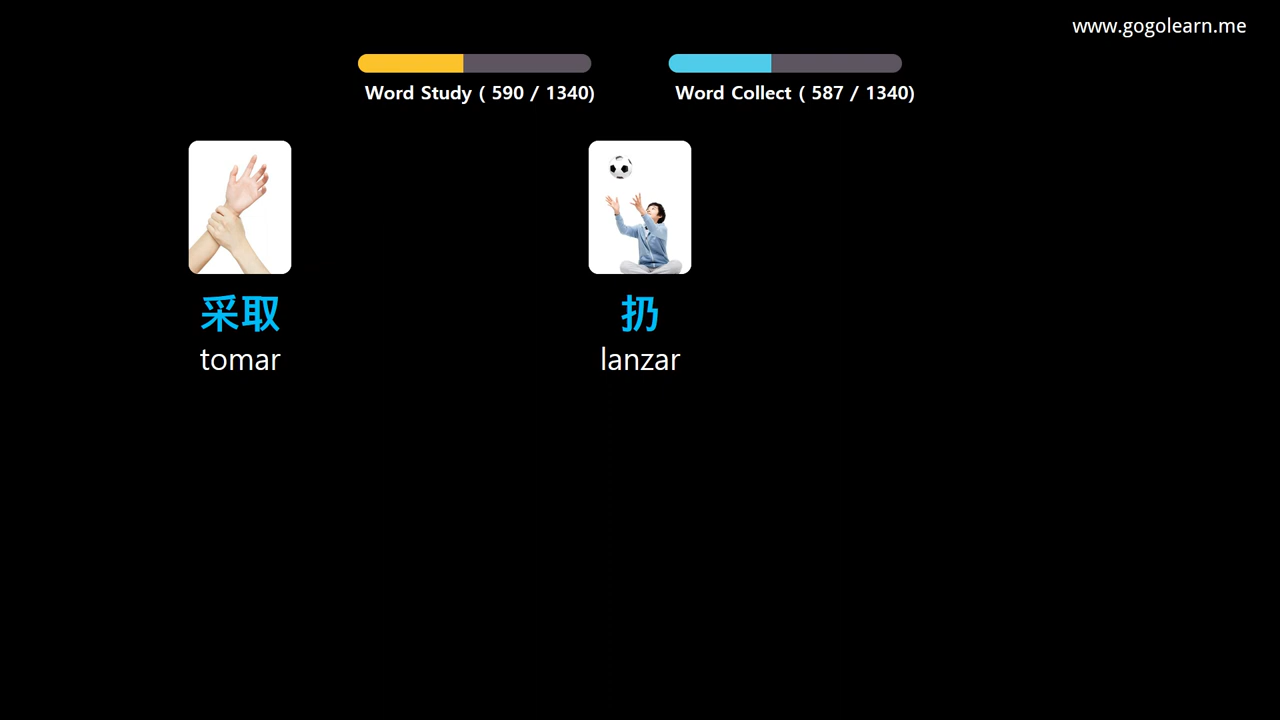 www.gogolearn.me
Word Study ( 590 / 1340)
Word Collect ( 587 / 1340)
采取
tomar
扔
lanzar